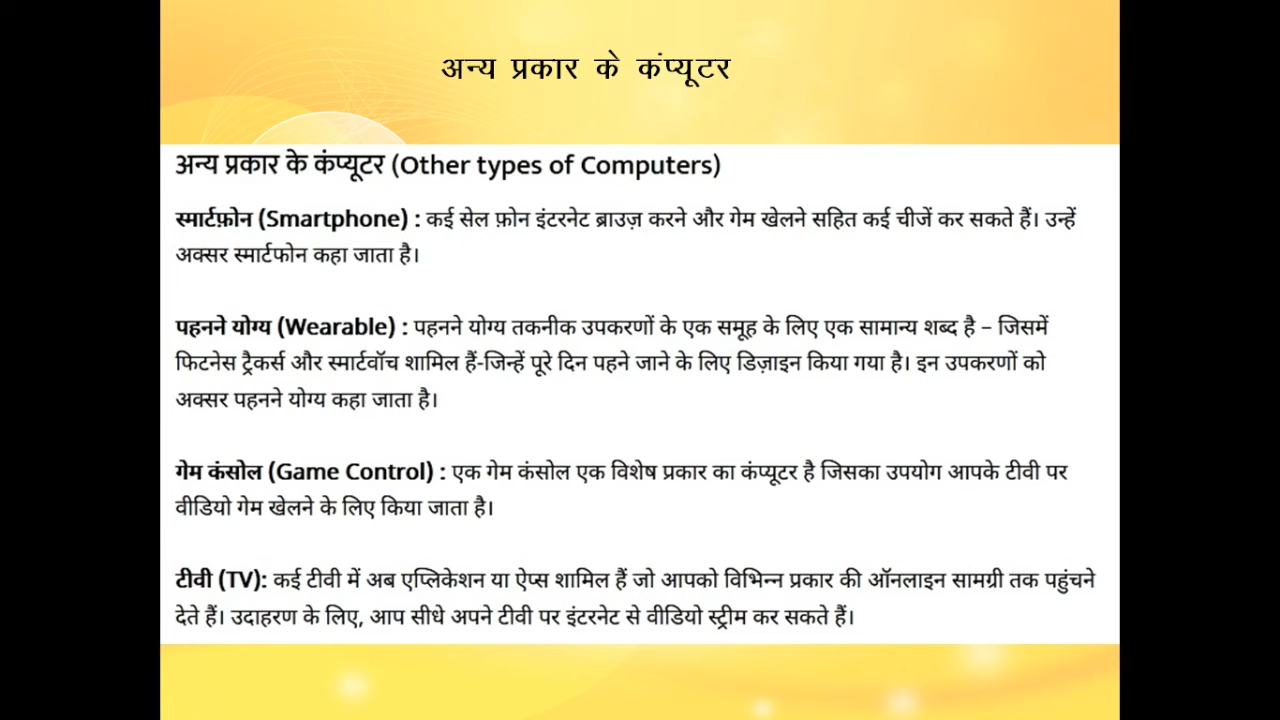 अन्य प्रकार के कंप्यूटर
अन्य प्रकार के कंप्यूटर (Other types of Computers)
स्मार्टफ़ोन (Smartphone) : कई सेल फ़ोन इंटरनेट ब्राउज़ करने और गेम खेलने सहित कई चीजें कर सकते हैं। उन्हें
अक्सर स्मार्टफोन कहा जाता है।
पहनने योग्य (Wearable) : पहनने योग्य तकनीक उपकरणों के एक समूह के लिए एक सामान्य शब्द है – जिसमें
फिटनेस ट्रैकर्स और स्मार्टवॉच शामिल हैं-जिन्हें पूरे दिन पहने जाने के लिए डिज़ाइन किया गया है। इन उपकरणों को
अक्सर पहनने योग्य कहा जाता है।
गेम कंसोल (Game Control) : एक गेम कंसोल एक विशेष प्रकार का कंप्यूटर है जिसका उपयोग आपके टीवी पर
वीडियो गेम खेलने के लिए किया जाता है।
टीवी (TV): कई टीवी में अब एप्लिकेशन या ऐप्स शामिल हैं जो आपको विभिन्न प्रकार की ऑनलाइन सामग्री तक पहुंचने
देते हैं। उदाहरण के लिए, आप सीधे अपने टीवी पर इंटरनेट से वीडियो स्ट्रीम कर सकते हैं।